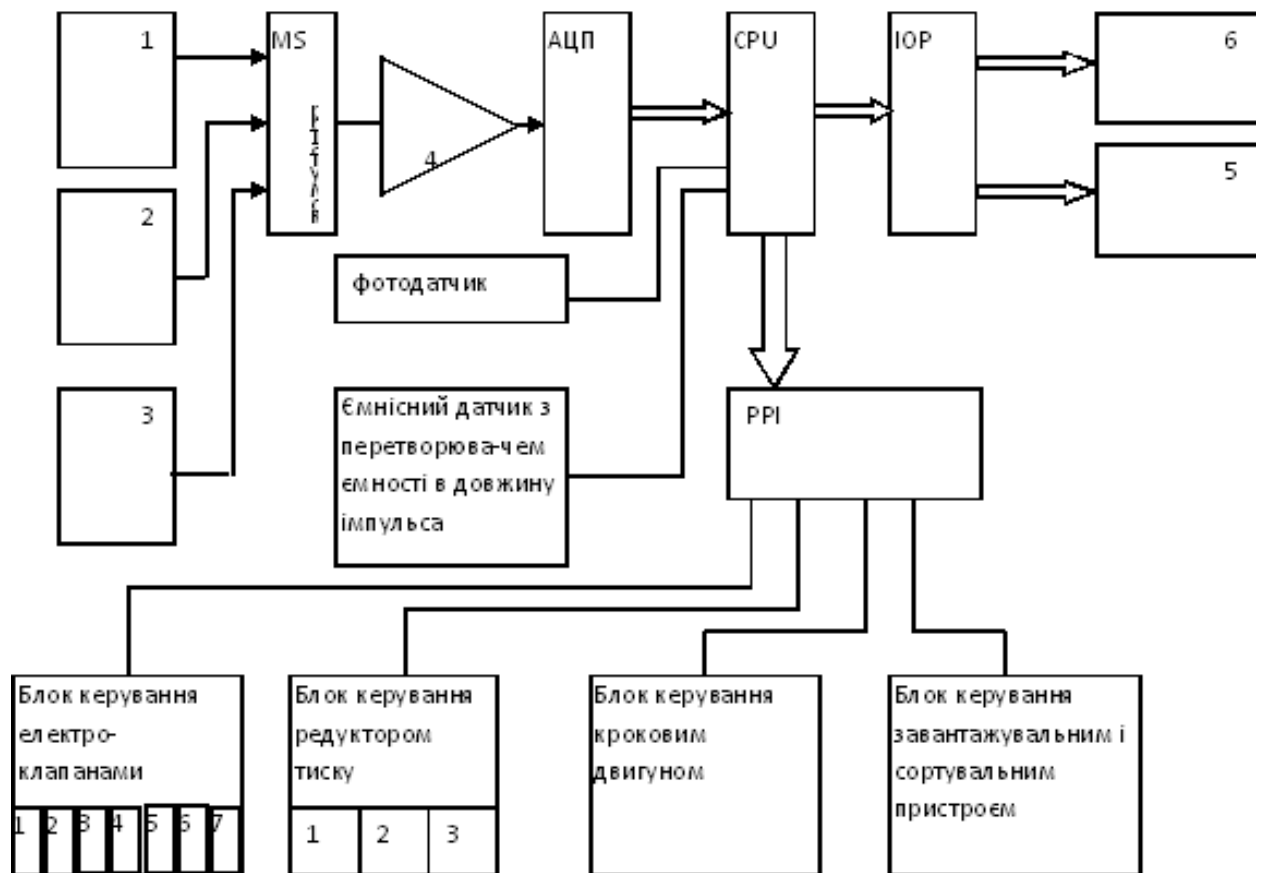 1
MS
АЦП
CPU
IOP
6
4
2
5
фотодатчик
3
Ємнісний датчик з
перетворюва-чем
ємності в довжину
імпульса
PPI
Блок керування
електро-
клапанами
1 2 3 4 5 6 7
Блок керування
редуктором
тиску
1 2 3
Блок керування
кроковим
двигуном
Блок керування
завантажувальним і
сортувальним
пристроєм